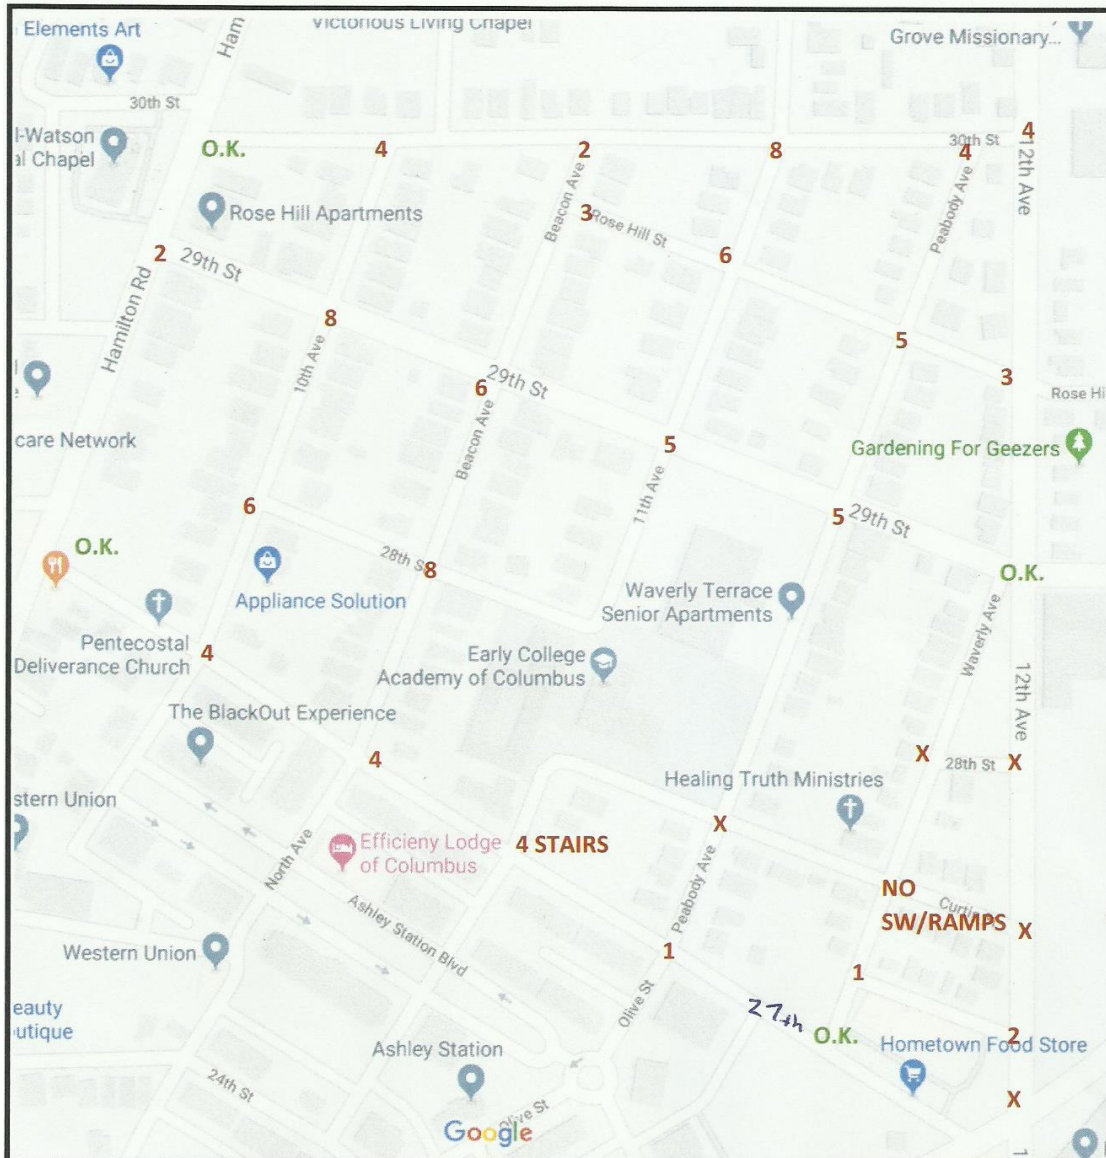 Victorious Living Chapel
Elements Art
Ham
Grove Missionary...
30th St
l-Watson
al Chapel
O.K.
4
2
8
30th St
4
4
12th Ave
Beacon Ave
Peabody Ave
Rose Hill Apartments
3
Rose Hill St
2
29th St
6
Hamilton Rd
8
10th Ave
5
29th St
6
3
Rose Hi
Beacon Ave
care Network
5
Gardening For Geezers
11th Ave
6
5
29th St
O.K.
28th St
8
O.K.
Appliance Solution
Waverly Terrace
Senior Apartments
Waverly Ave
Pentecostal
Deliverance Church
4
Early College
Academy of Columbus
12th Ave
The BlackOut Experience
4
X
28th St
X
Healing Truth Ministries
stern Union
X
North Ave
Efficieny Lodge
of Columbus
4 STAIRS
Peabody Ave
NO
SW/RAMPS
Curtis
X
Ashley Station Blvd
Western Union
1
1
Olive St
27th
eauty
outique
O.K.
2
Hometown Food Store
Ashley Station
24th St
X
Olive St
Google